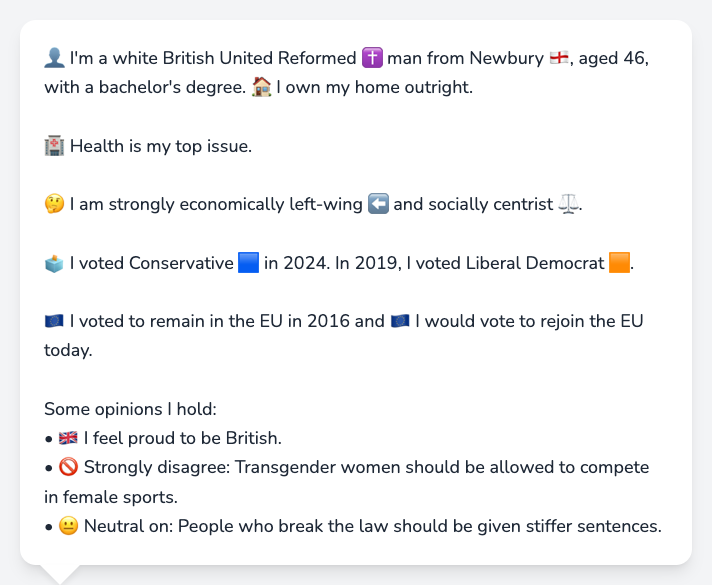 👤 I'm a white British United Reformed ✝️ man from Newbury 🏴󠁧󠁢󠁥󠁮󠁧󠁿, aged 46,
with a bachelor's degree. 🏠 I own my home outright.
🏥 Health is my top issue.
🤔 I am strongly economically left-wing ⬅️ and socially centrist ⚖️.
🗳️ I voted Conservative 🟦 in 2024. In 2019, I voted Liberal Democrat 🟧.
🇪🇺 I voted to remain in the EU in 2016 and 🇪🇺 I would vote to rejoin the EU
today.
Some opinions I hold:
• 🇬🇧 I feel proud to be British.
• 🚫 Strongly disagree: Transgender women should be allowed to compete
in female sports.
• 😐 Neutral on: People who break the law should be given stiffer sentences.